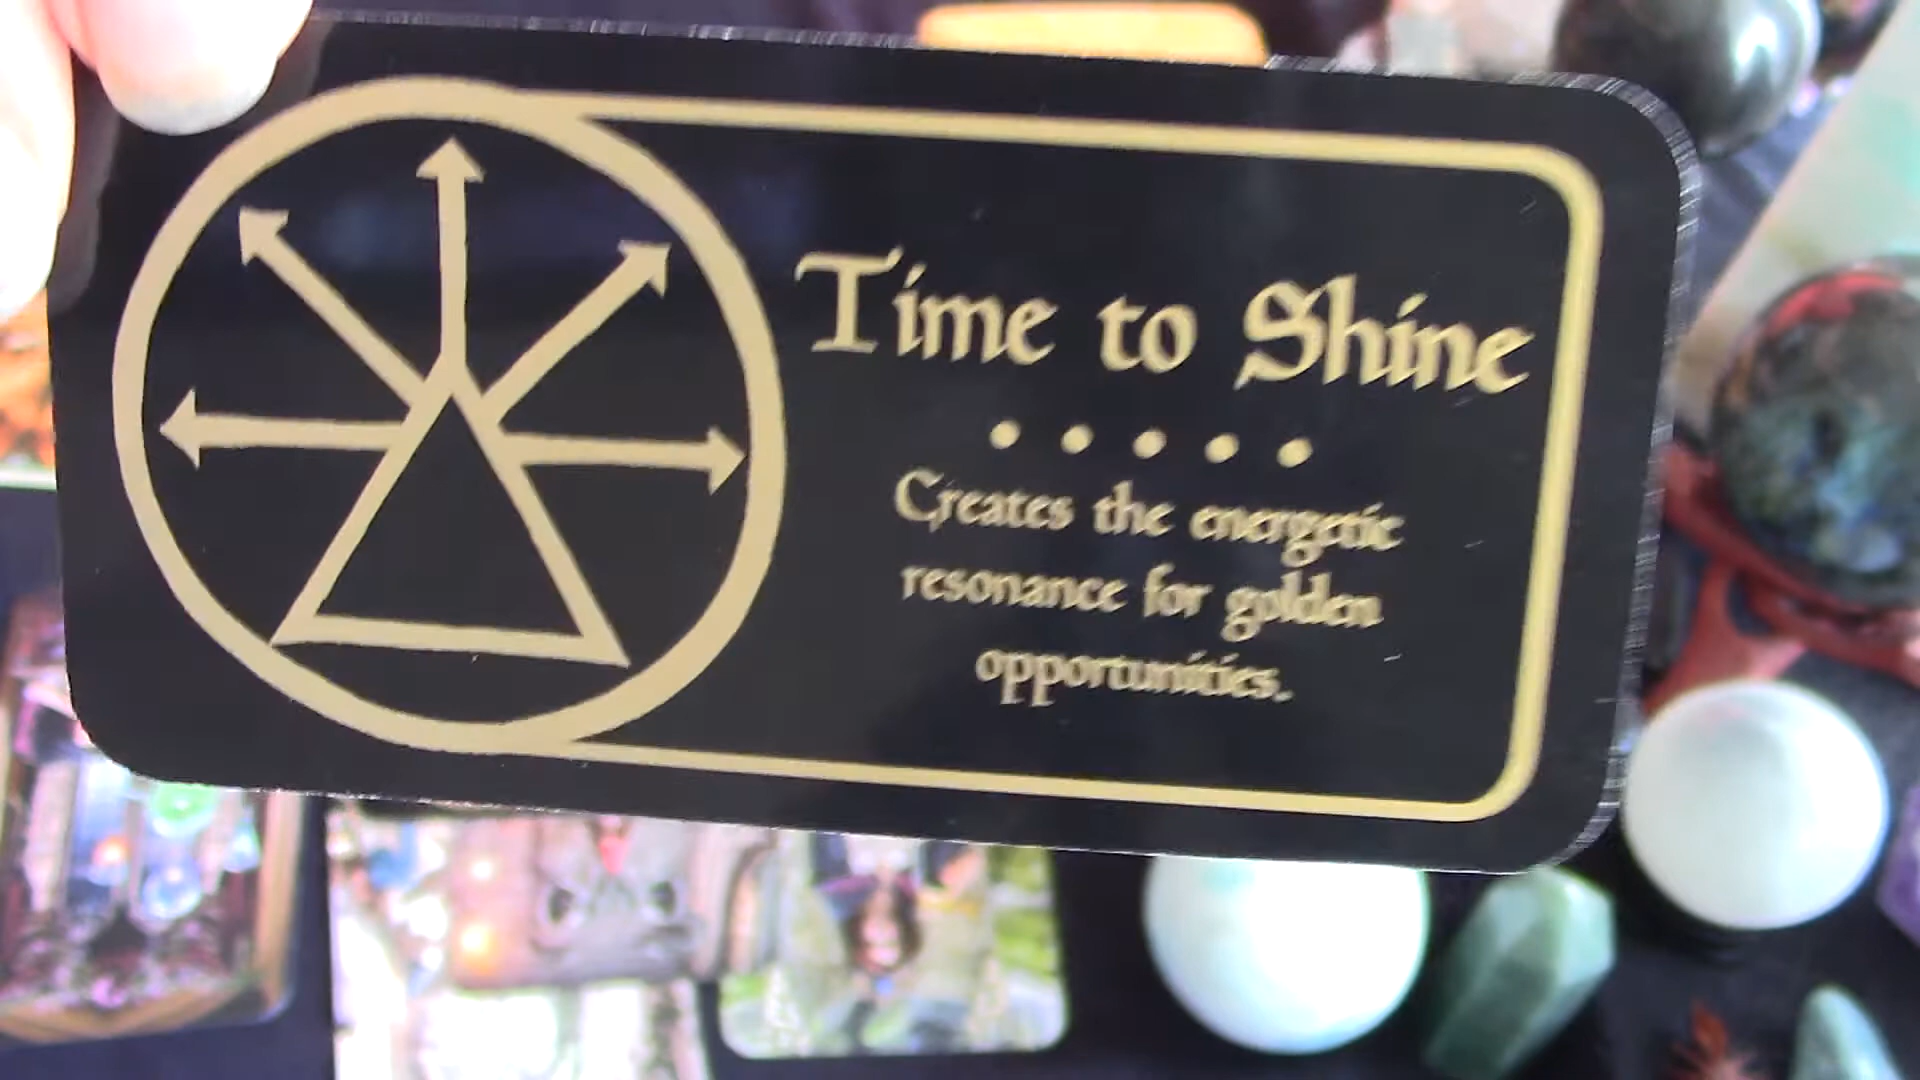 Time to Shine
Creates the energetic
resonance for golden
opportunities.